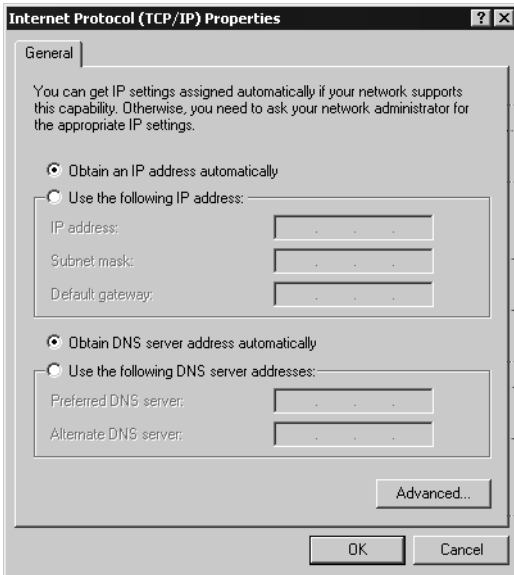 Internet Protocol (TCP/IP) Properties
General
You can get IP settings assigned automatically if your network supports
this capability. Otherwise, you need to ask your network administrator for
the appropriate IP settings.
Obtain an IP address automatically
Use the following IP address:
IP address:
Subnet mask:
Default gateway:
Obtain DNS server address automatically
Use the following DNS server addresses:
Preferred DNS server:
Alternate DNS server:
Advanced...
OK
Cancel